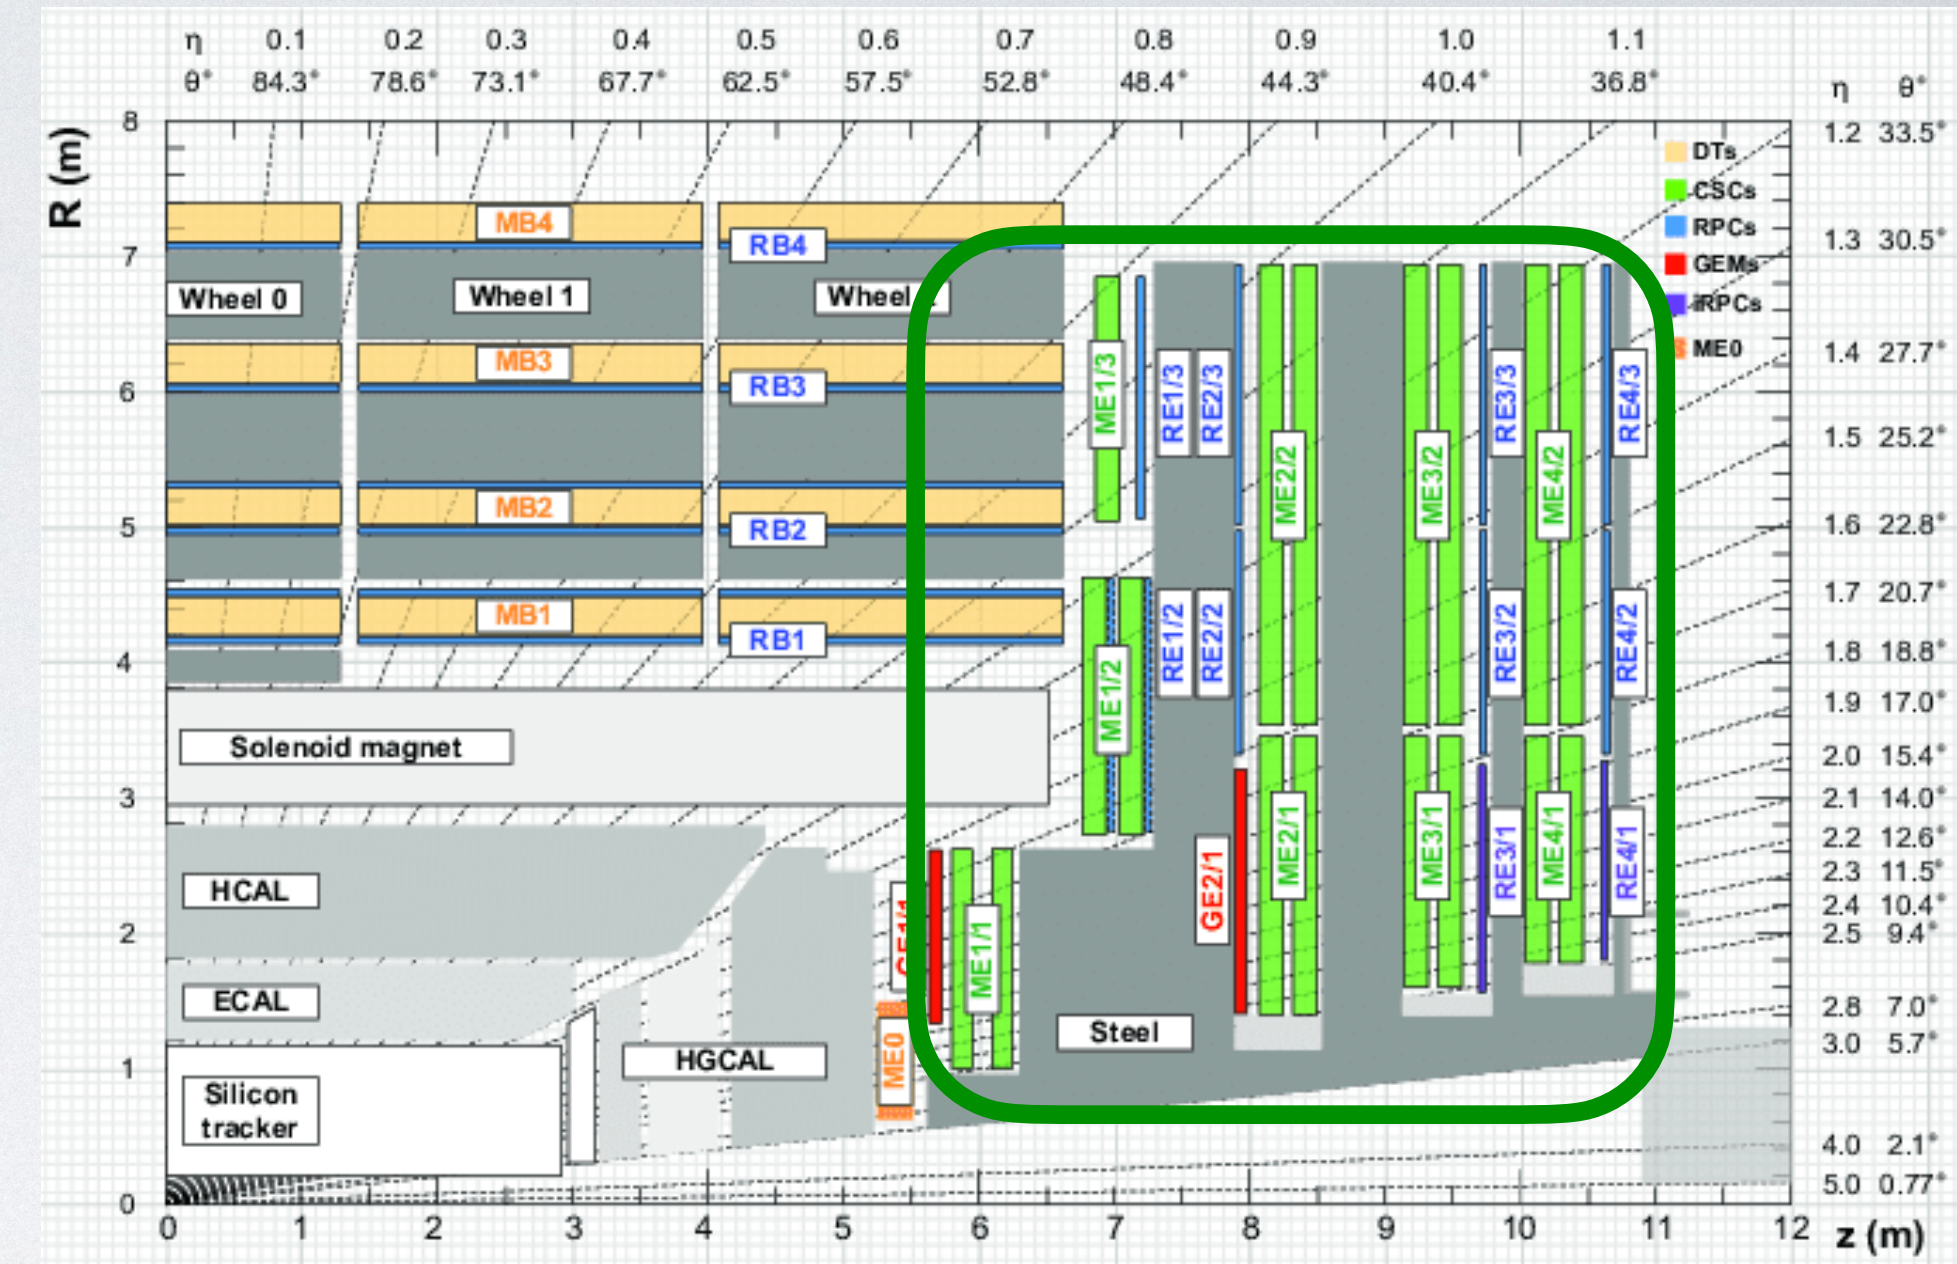 η 0.1 0.2 0.3 0.4 0.5 0.6 0.7 0.8 0.9 1.0 1.1
θ° 84.3° 78.6° 73.1° 67.7° 62.5° 57.5° 52.8° 48.4° 44.3° 40.4° 36.8°
η θ°
R (m)
8
7
6
5
4
3
2
1
0
1.2 33.5°
1.3 30.5°
1.4 27.7°
1.5 25.2°
1.6 22.8°
1.7 20.7°
1.8 18.8°
1.9 17.0°
2.0 15.4°
2.1 14.0°
2.2 12.6°
2.3 11.5°
2.4 10.4°
2.5 9.4°
2.8 7.0°
3.0 5.7°
4.0 2.1°
5.0 0.77°
DTs
CSCs
RPCs
GEMs
iRPCs
ME0
MB4
RB4
Wheel 0
Wheel 1
Wheel
MB3
RB3
MB2
RB2
MB1
RB1
Solenoid magnet
HCAL
ECAL
Silicon
tracker
HGCAL
Steel
ME0
GE1/1
ME1/1
ME1/2
ME1/3
RE1/3
RE2/3
RE1/2
RE2/2
GE2/1
ME2/2
ME2/1
ME3/2
ME3/1
RE3/3
RE3/2
RE3/1
ME4/2
ME4/1
RE4/3
RE4/2
RE4/1
0 1 2 3 4 5 6 7 8 9 10 11 12
z (m)